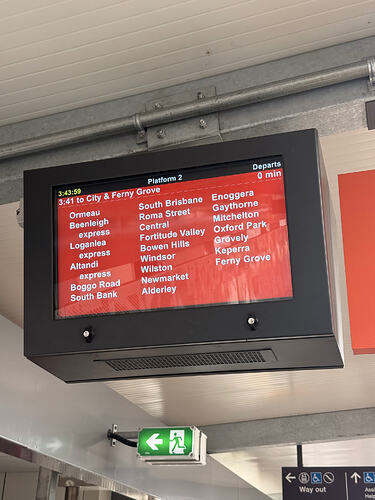 Platform 2
Departs
3:43:59
3:41 to City & Ferny Grove
0 min
Ormeau
Beenleigh
express
Loganlea
express
Altandi
express
Boggo Road
South Bank
South Brisbane
Roma Street
Central
Fortitude Valley
Bowen Hills
Windsor
Wilston
Newmarket
Alderley
Enoggera
Gaythorne
Mitchelton
Oxford Park
Grovely
Keperra
Ferny Grove
Way out